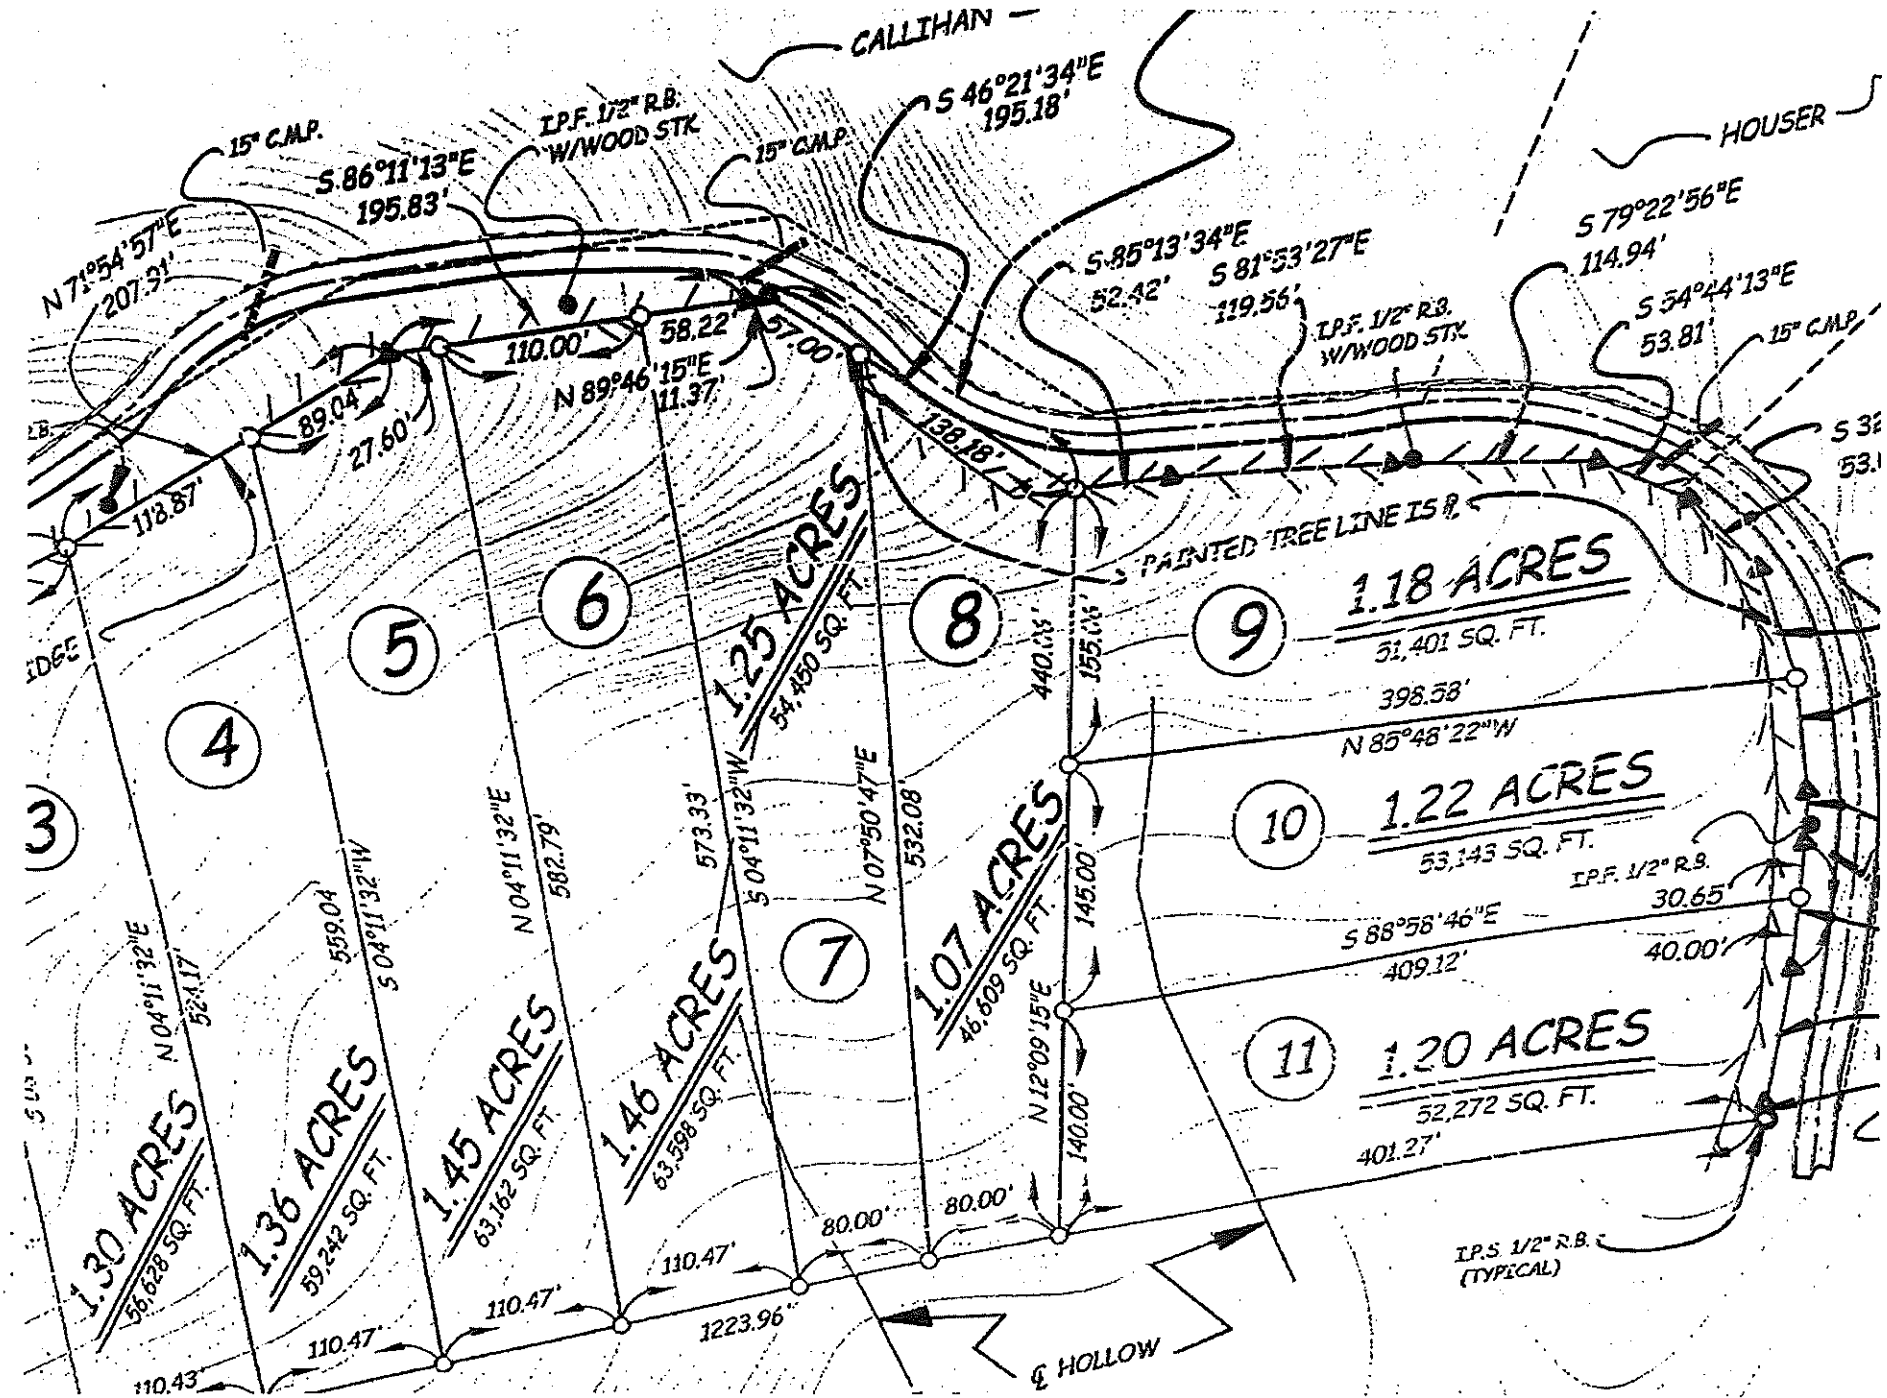 CALLIHAN
S 46°21'34"E
195.18'
HOUSER
15" C.M.P.
I.P.F. 1/2" R.B.
W/WOOD STK
15" C.M.P.
S 86°11'13"E
195.83'
N 71°54'57"E
S 85°13'34"E
52.42'
S 81°53'27"E
119.56'
S 79°22'56"E
114.94'
S 54°44'13"E
53.81'
15" C.M.P.
I.P.F. 1/2" R.B.
W/WOOD STK
S 32
118.87'
89.04
27.60'
110.00'
58.22'
N 89°46'15"E
11.37'
57.00'
138.18'
PAINTED TREE LINE IS
EDGE
3
4
5
6
7
8
9
1.18 ACRES
51,401 SQ. FT.
398.58'
N 85°48'22"W
10
1.22 ACRES
53,143 SQ. FT.
I.P.F. 1/2" R.B.
30.65'
S 88°58'46"E
409.12'
40.00'
11
1.20 ACRES
52,272 SQ. FT.
401.27'
I.P.S. 1/2" R.B.
(TYPICAL)
N 04°11'32"E
524.17'
559.04
S 04°11'32"W
N 04°11'32"E
582.79'
573.33'
S 04°11'32"W
N 07°50'47"E
532.08'
145.00'
N 12°09'15"E
140.00'
1.30 ACRES
56,628 SQ. FT.
1.36 ACRES
59,242 SQ. FT.
1.45 ACRES
63,162 SQ. FT.
1.46 ACRES
63,598 SQ. FT.
1.25 ACRES
54,450 SQ. FT.
1.07 ACRES
46,609 SQ. FT.
110.43'
110.47'
110.47'
110.47'
80.00'
80.00'
1223.96'
HOLLOW